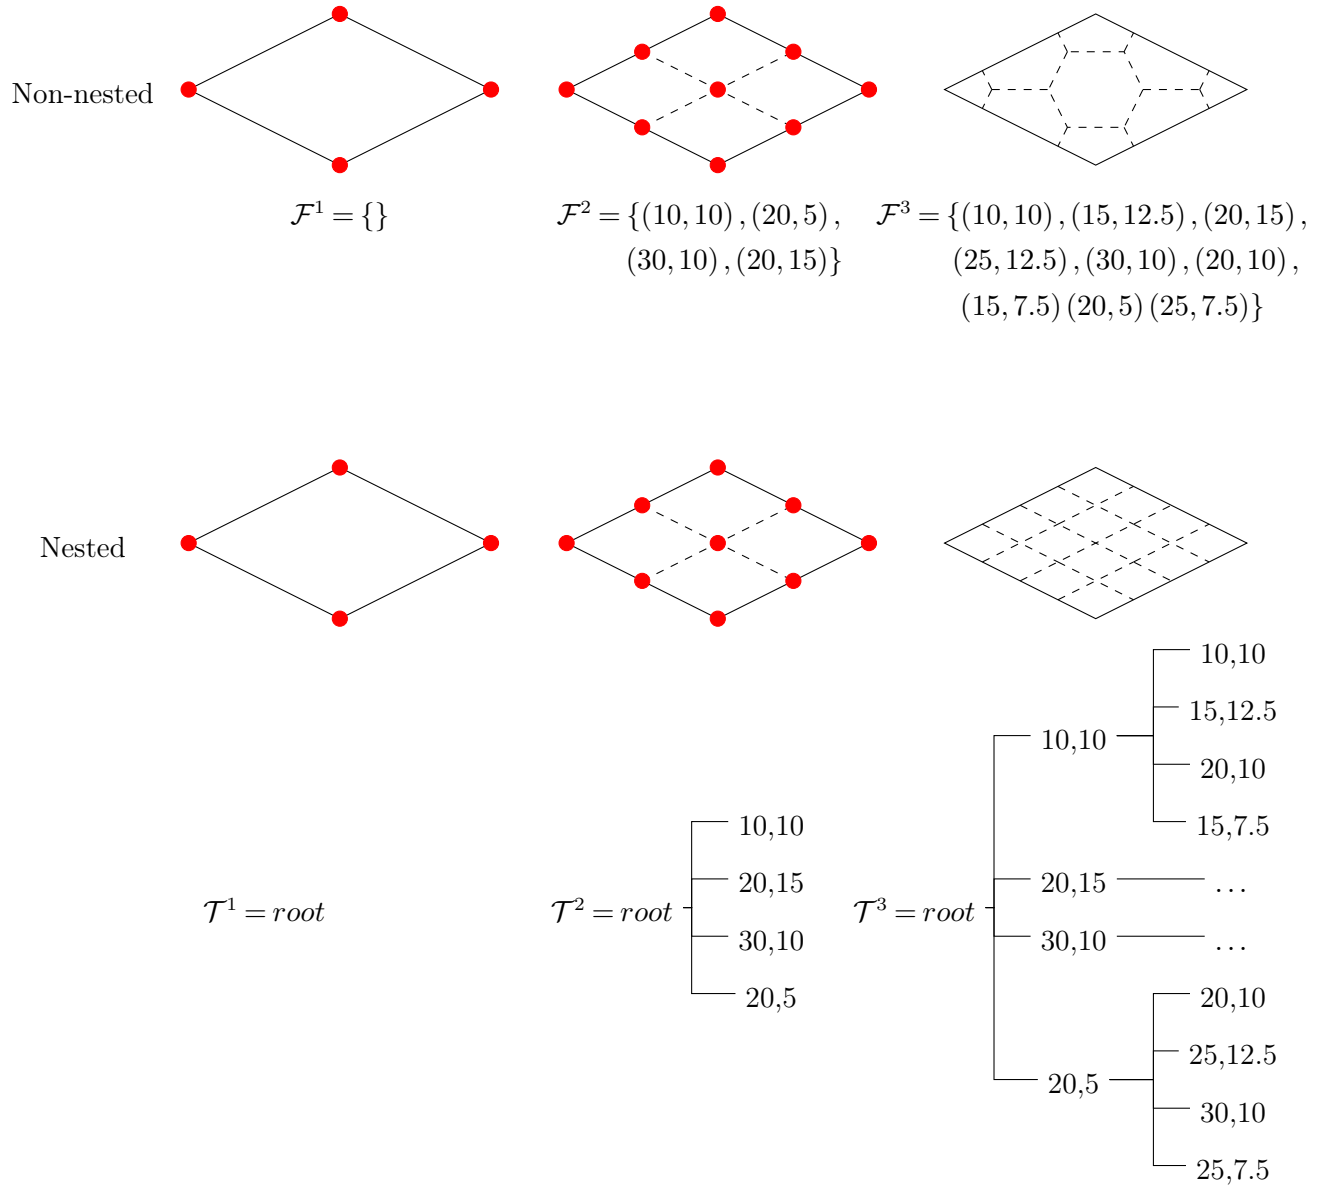 Non-nested
ℱ¹ = {}
ℱ² = {(10, 10) , (20, 5) ,
(30, 10) , (20, 15)}
ℱ³ = {(10, 10) , (15, 12.5) , (20, 15) ,
(25, 12.5) , (30, 10) , (20, 10) ,
(15, 7.5) (20, 5) (25, 7.5)}
Nested
𝒯¹ = root
𝒯² = root
10,10
20,15
30,10
20,5
𝒯³ = root
10,10
10,10
15,12.5
20,10
15,7.5
20,15
...
30,10
...
20,5
20,10
25,12.5
30,10
25,7.5